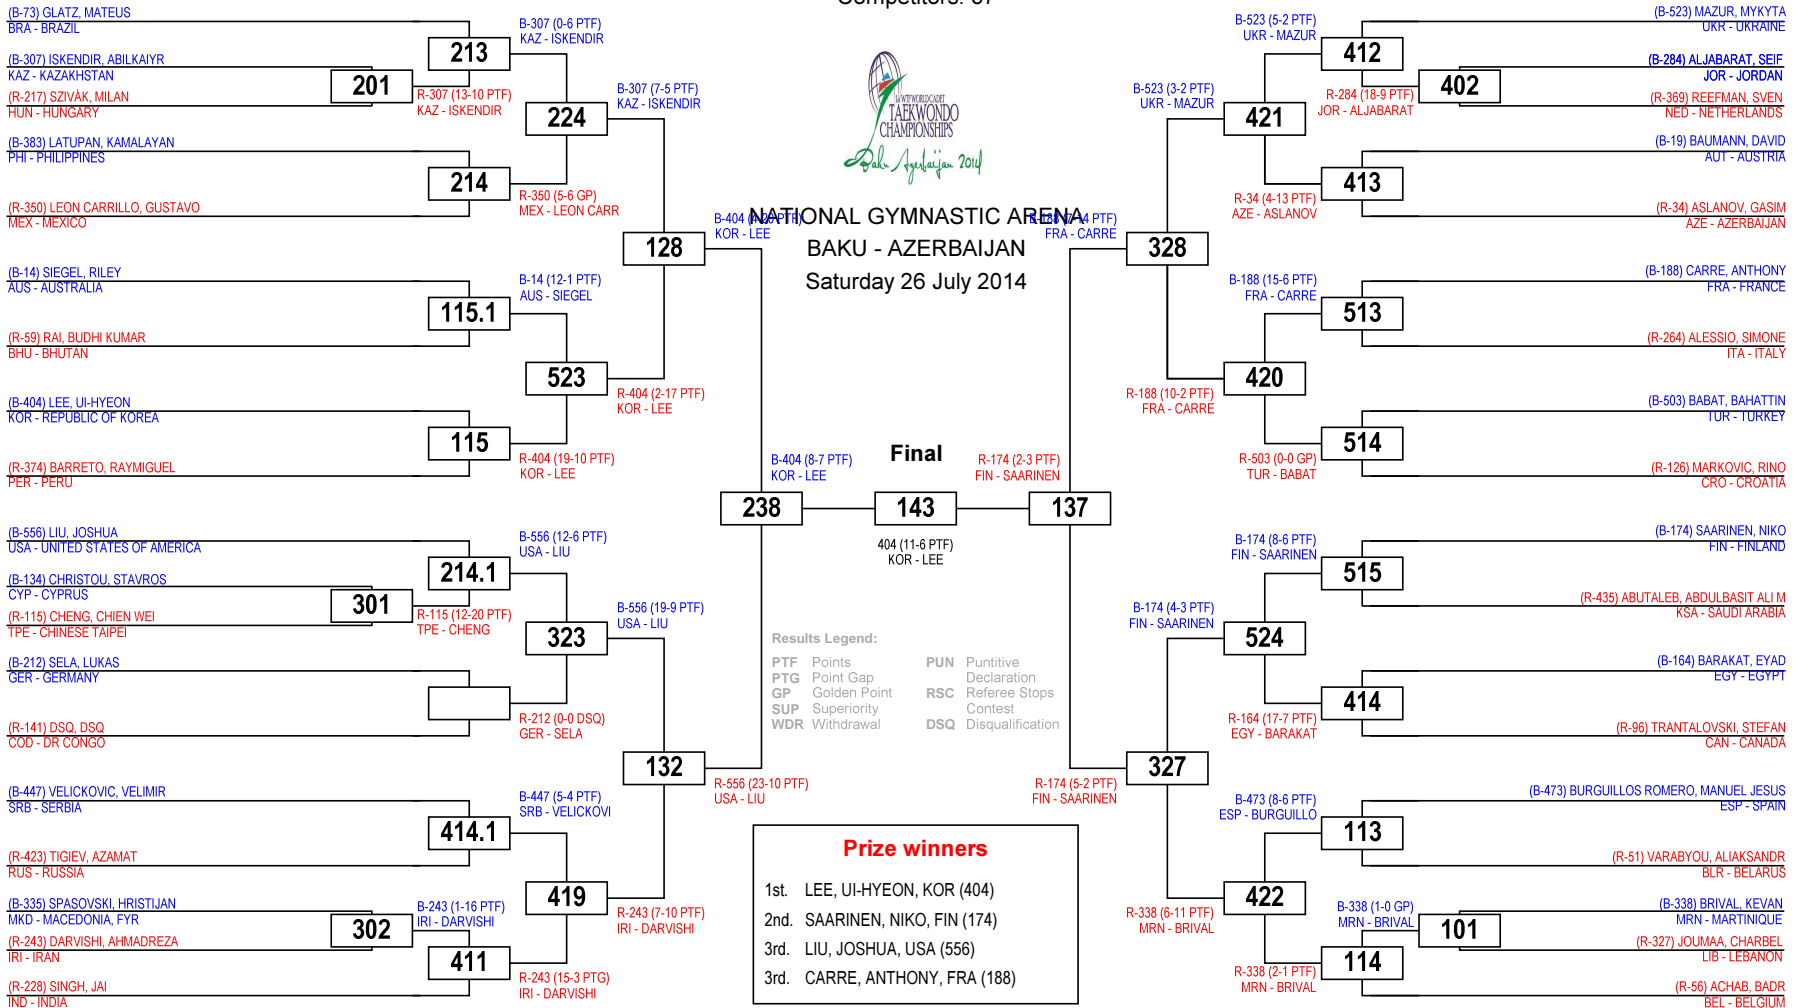 Competitors: 37
(B-73) GLATZ, MATEUS
BRA - BRAZIL
(B-307) ISKENDIR, ABILKAIYR
KAZ - KAZAKHSTAN
(R-217) SZIVÁK, MILAN
HUN - HUNGARY
(B-383) LATUPAN, KAMALAYAN
PHI - PHILIPPINES
(R-350) LEON CARRILLO, GUSTAVO
MEX - MEXICO
(B-14) SIEGEL, RILEY
AUS - AUSTRALIA
(R-59) RAI, BUDHI KUMAR
BHU - BHUTAN
(B-404) LEE, UI-HYEON
KOR - REPUBLIC OF KOREA
(R-374) BARRETO, RAYMIGUEL
PER - PERU
(B-556) LIU, JOSHUA
USA - UNITED STATES OF AMERICA
(B-134) CHRISTOU, STAVROS
CYP - CYPRUS
(R-115) CHENG, CHIEN WEI
TPE - CHINESE TAIPEI
(B-212) SELA, LUKAS
GER - GERMANY
(R-141) DSQ, DSQ
COD - DR CONGO
(B-447) VELICKOVIC, VELIMIR
SRB - SERBIA
(R-423) TIGIEV, AZAMAT
RUS - RUSSIA
(B-335) SPASOVSKI, HRISTIJAN
MKD - MACEDONIA, FYR
(R-243) DARVISHI, AHMADREZA
IRI - IRAN
(R-228) SINGH, JAI
IND - INDIA
201
301
302
R-307 (13-10 PTF)
KAZ - ISKENDIR
R-115 (12-20 PTF)
TPE - CHENG
B-243 (1-16 PTF)
IRI - DARVISHI
213
214
115.1
115
214.1
414.1
411
B-307 (0-6 PTF)
KAZ - ISKENDIR
R-350 (5-6 GP)
MEX - LEON CARR
B-14 (12-1 PTF)
AUS - SIEGEL
R-404 (19-10 PTF)
KOR - LEE
B-556 (12-6 PTF)
USA - LIU
R-212 (0-0 DSQ)
GER - SELA
B-447 (5-4 PTF)
SRB - VELICKOVI
R-243 (15-3 PTG)
IRI - DARVISHI
224
523
323
419
B-307 (7-5 PTF)
KAZ - ISKENDIR
R-404 (2-17 PTF)
KOR - LEE
B-556 (19-9 PTF)
USA - LIU
R-243 (7-10 PTF)
IRI - DARVISHI
128
132
B-404 PTF)
KOR - LEE
R-556 (23-10 PTF)
USA - LIU
238
B-404 (8-7 PTF)
KOR - LEE
WTF WORLD CADET
TAEKWONDO
CHAMPIONSHIPS
Baku Azerbaijan 2014
NATIONAL GYMNASTIC ARENA
BAKU - AZERBAIJAN
Saturday 26 July 2014
Final
143
404 (11-6 PTF)
KOR - LEE
Results Legend:
PTF Points
PTG Point Gap
GP Golden Point
SUP Superiority
WDR Withdrawal
PUN Puntitive
Declaration
RSC Referee Stops
Contest
DSQ Disqualification
Prize winners
1st. LEE, UI-HYEON, KOR (404)
2nd. SAARINEN, NIKO, FIN (174)
3rd. LIU, JOSHUA, USA (556)
3rd. CARRE, ANTHONY, FRA (188)
R-174 (2-3 PTF)
FIN - SAARINEN
137
PTF)
FRA - CARRE
R-174 (5-2 PTF)
FIN - SAARINEN
328
327
B-523 (3-2 PTF)
UKR - MAZUR
R-188 (10-2 PTF)
FRA - CARRE
B-174 (4-3 PTF)
FIN - SAARINEN
R-338 (6-11 PTF)
MRN - BRIVAL
421
420
524
422
B-523 (5-2 PTF)
UKR - MAZUR
R-34 (4-13 PTF)
AZE - ASLANOV
B-188 (15-6 PTF)
FRA - CARRE
R-503 (0-0 GP)
TUR - BABAT
B-174 (8-6 PTF)
FIN - SAARINEN
R-164 (17-7 PTF)
EGY - BARAKAT
B-473 (8-6 PTF)
ESP - BURGUILLO
R-338 (2-1 PTF)
MRN - BRIVAL
412
413
513
514
515
414
113
114
R-284 (18-9 PTF)
JOR - ALJABARAT
B-338 (1-0 GP)
MRN - BRIVAL
402
101
(B-523) MAZUR, MYKYTA
UKR - UKRAINE
(B-284) ALJABARAT, SEIF
JOR - JORDAN
(R-369) REEFMAN, SVEN
NED - NETHERLANDS
(B-19) BAUMANN, DAVID
AUT - AUSTRIA
(R-34) ASLANOV, GASIM
AZE - AZERBAIJAN
(B-188) CARRE, ANTHONY
FRA - FRANCE
(R-264) ALESSIO, SIMONE
ITA - ITALY
(B-503) BABAT, BAHATTIN
TUR - TURKEY
(R-126) MARKOVIC, RINO
CRO - CROATIA
(B-174) SAARINEN, NIKO
FIN - FINLAND
(R-435) ABUTALEB, ABDULBASIT ALI M
KSA - SAUDI ARABIA
(B-164) BARAKAT, EYAD
EGY - EGYPT
(R-96) TRANTALOVSKI, STEFAN
CAN - CANADA
(B-473) BURGUILLOS ROMERO, MANUEL JESUS
ESP - SPAIN
(R-51) VARABYOU, ALIAKSANDR
BLR - BELARUS
(B-338) BRIVAL, KEVAN
MRN - MARTINIQUE
(R-327) JOUMAA, CHARBEL
LIB - LEBANON
(R-56) ACHAB, BADR
BEL - BELGIUM